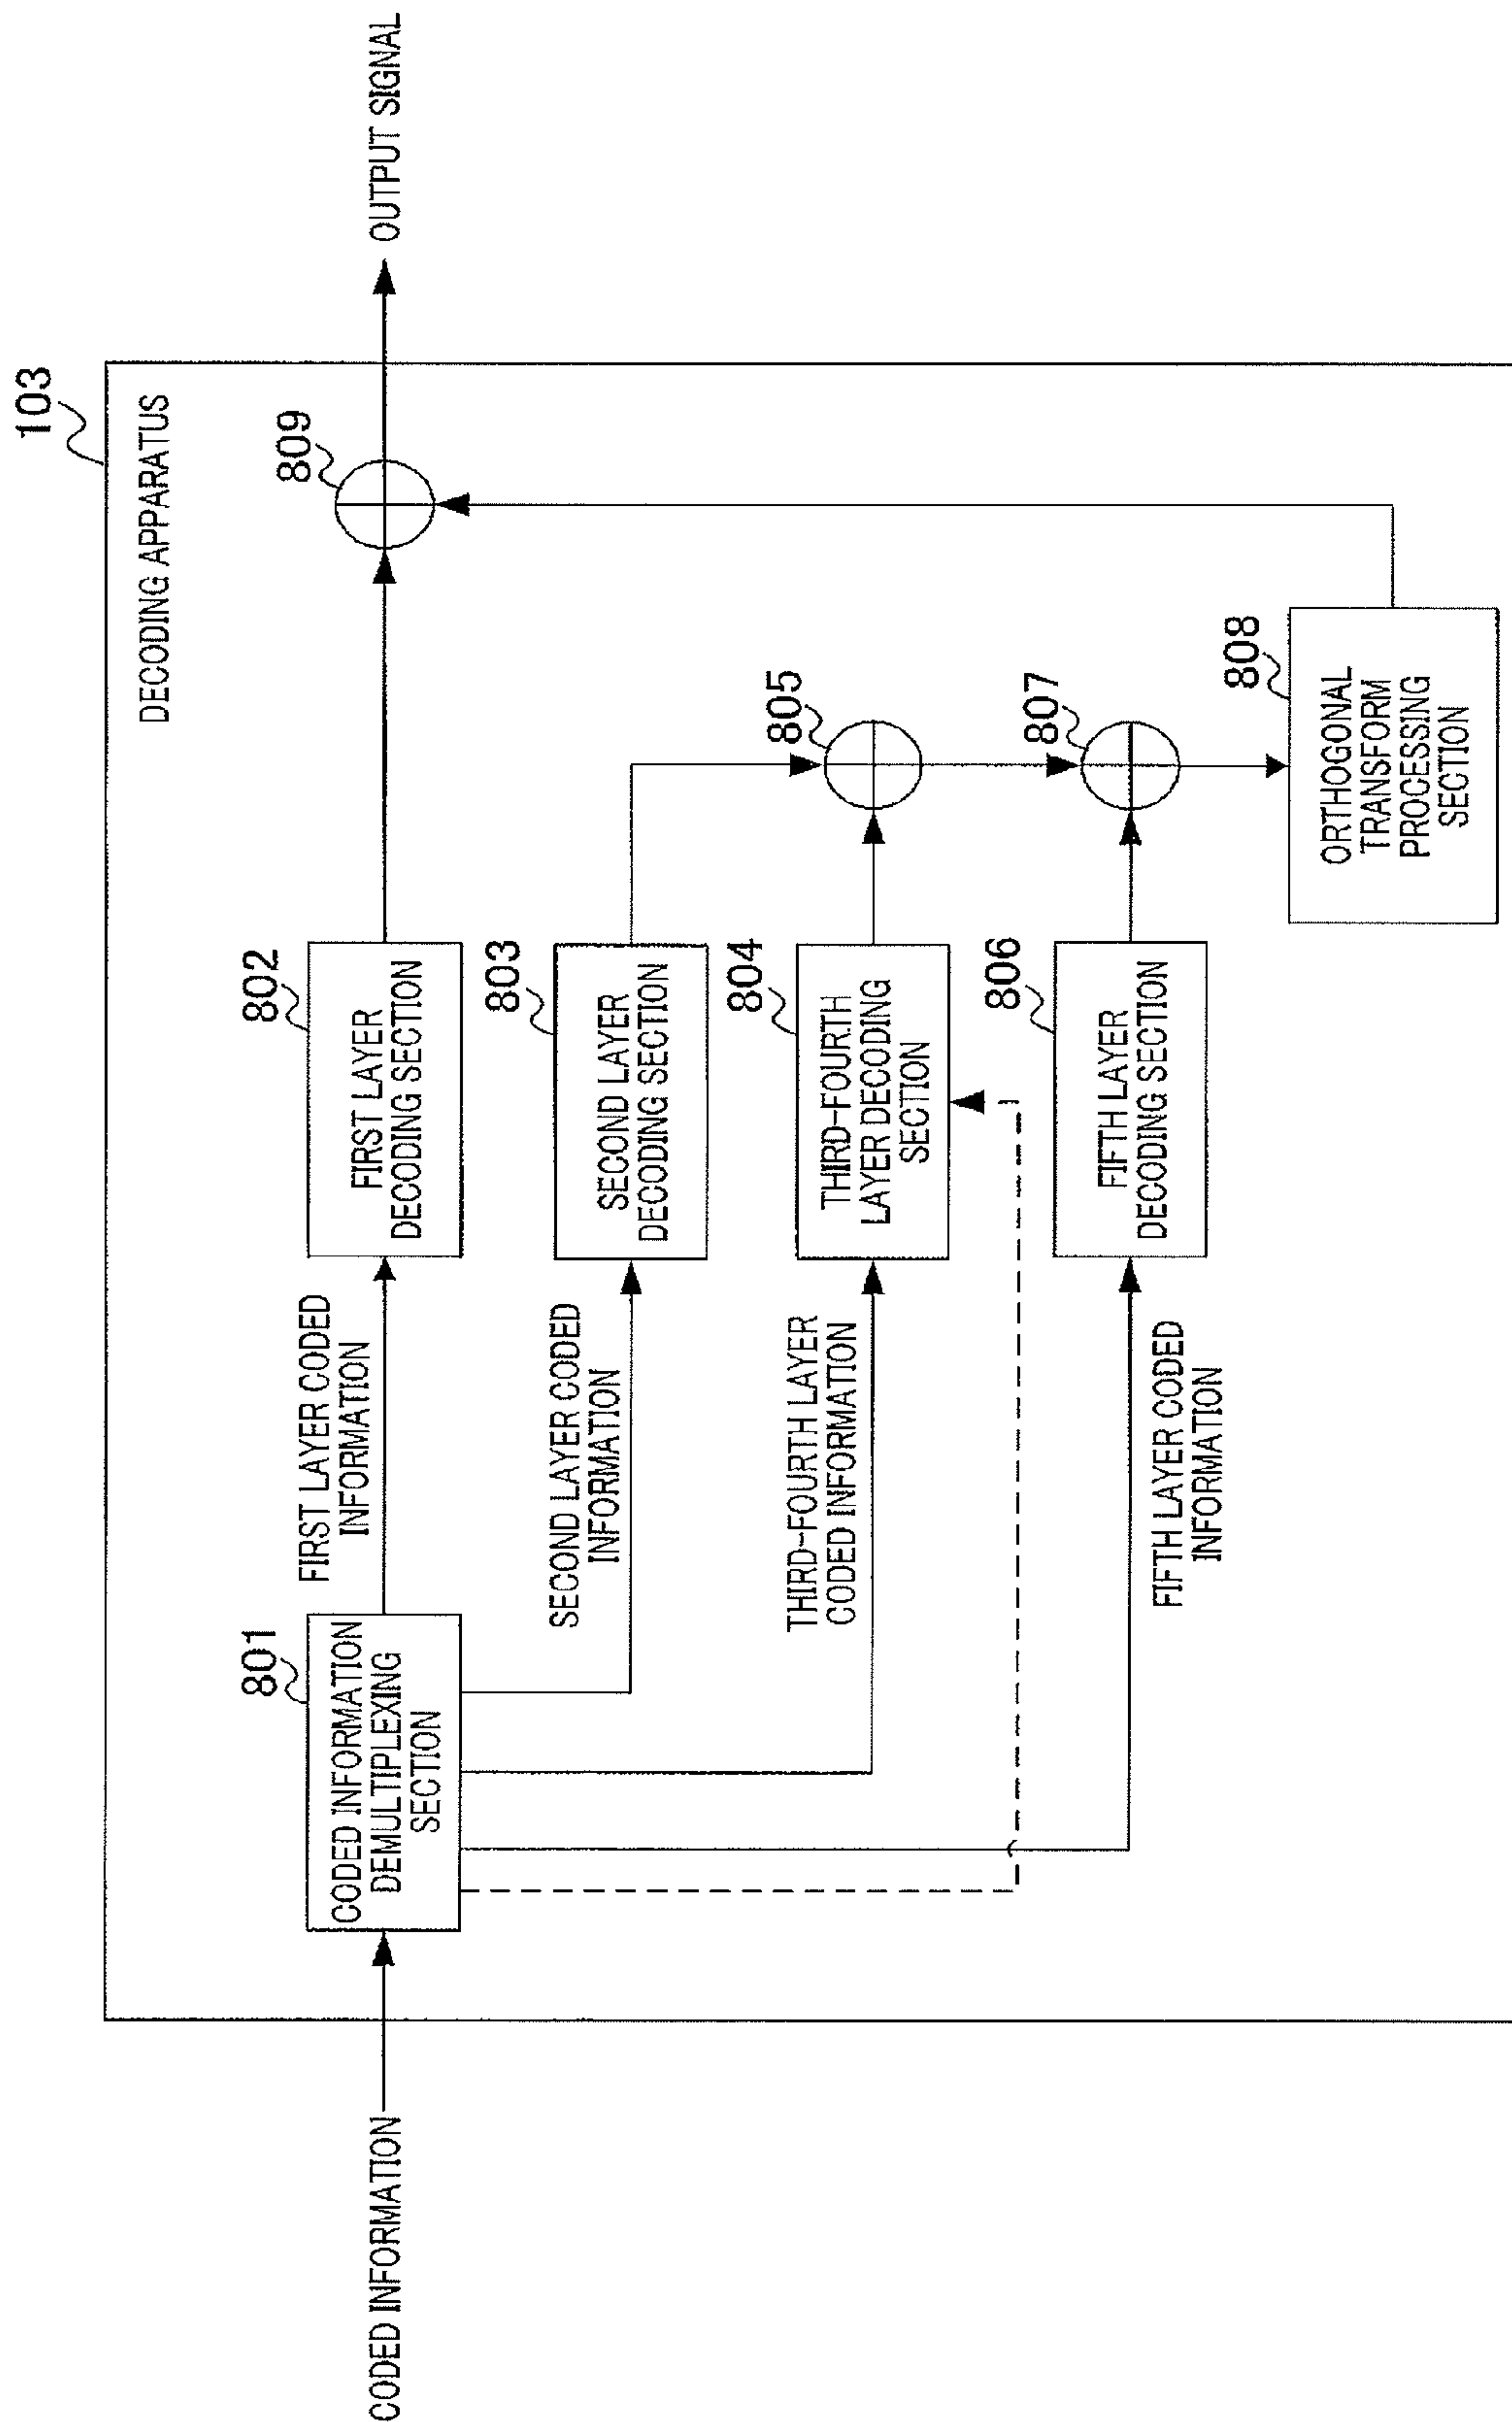 103
DECODING APPARATUS
CODED INFORMATION
801
CODED INFORMATION
DEMULTIPLEXING
SECTION
FIRST LAYER CODED
INFORMATION
802
FIRST LAYER
DECODING SECTION
809
OUTPUT SIGNAL
SECOND LAYER CODED
INFORMATION
803
SECOND LAYER
DECODING SECTION
THIRD-FOURTH LAYER
CODED INFORMATION
804
THIRD-FOURTH
LAYER DECODING
SECTION
805
FIFTH LAYER CODED
INFORMATION
806
FIFTH LAYER
DECODING SECTION
807
808
ORTHOGONAL
TRANSFORM
PROCESSING
SECTION